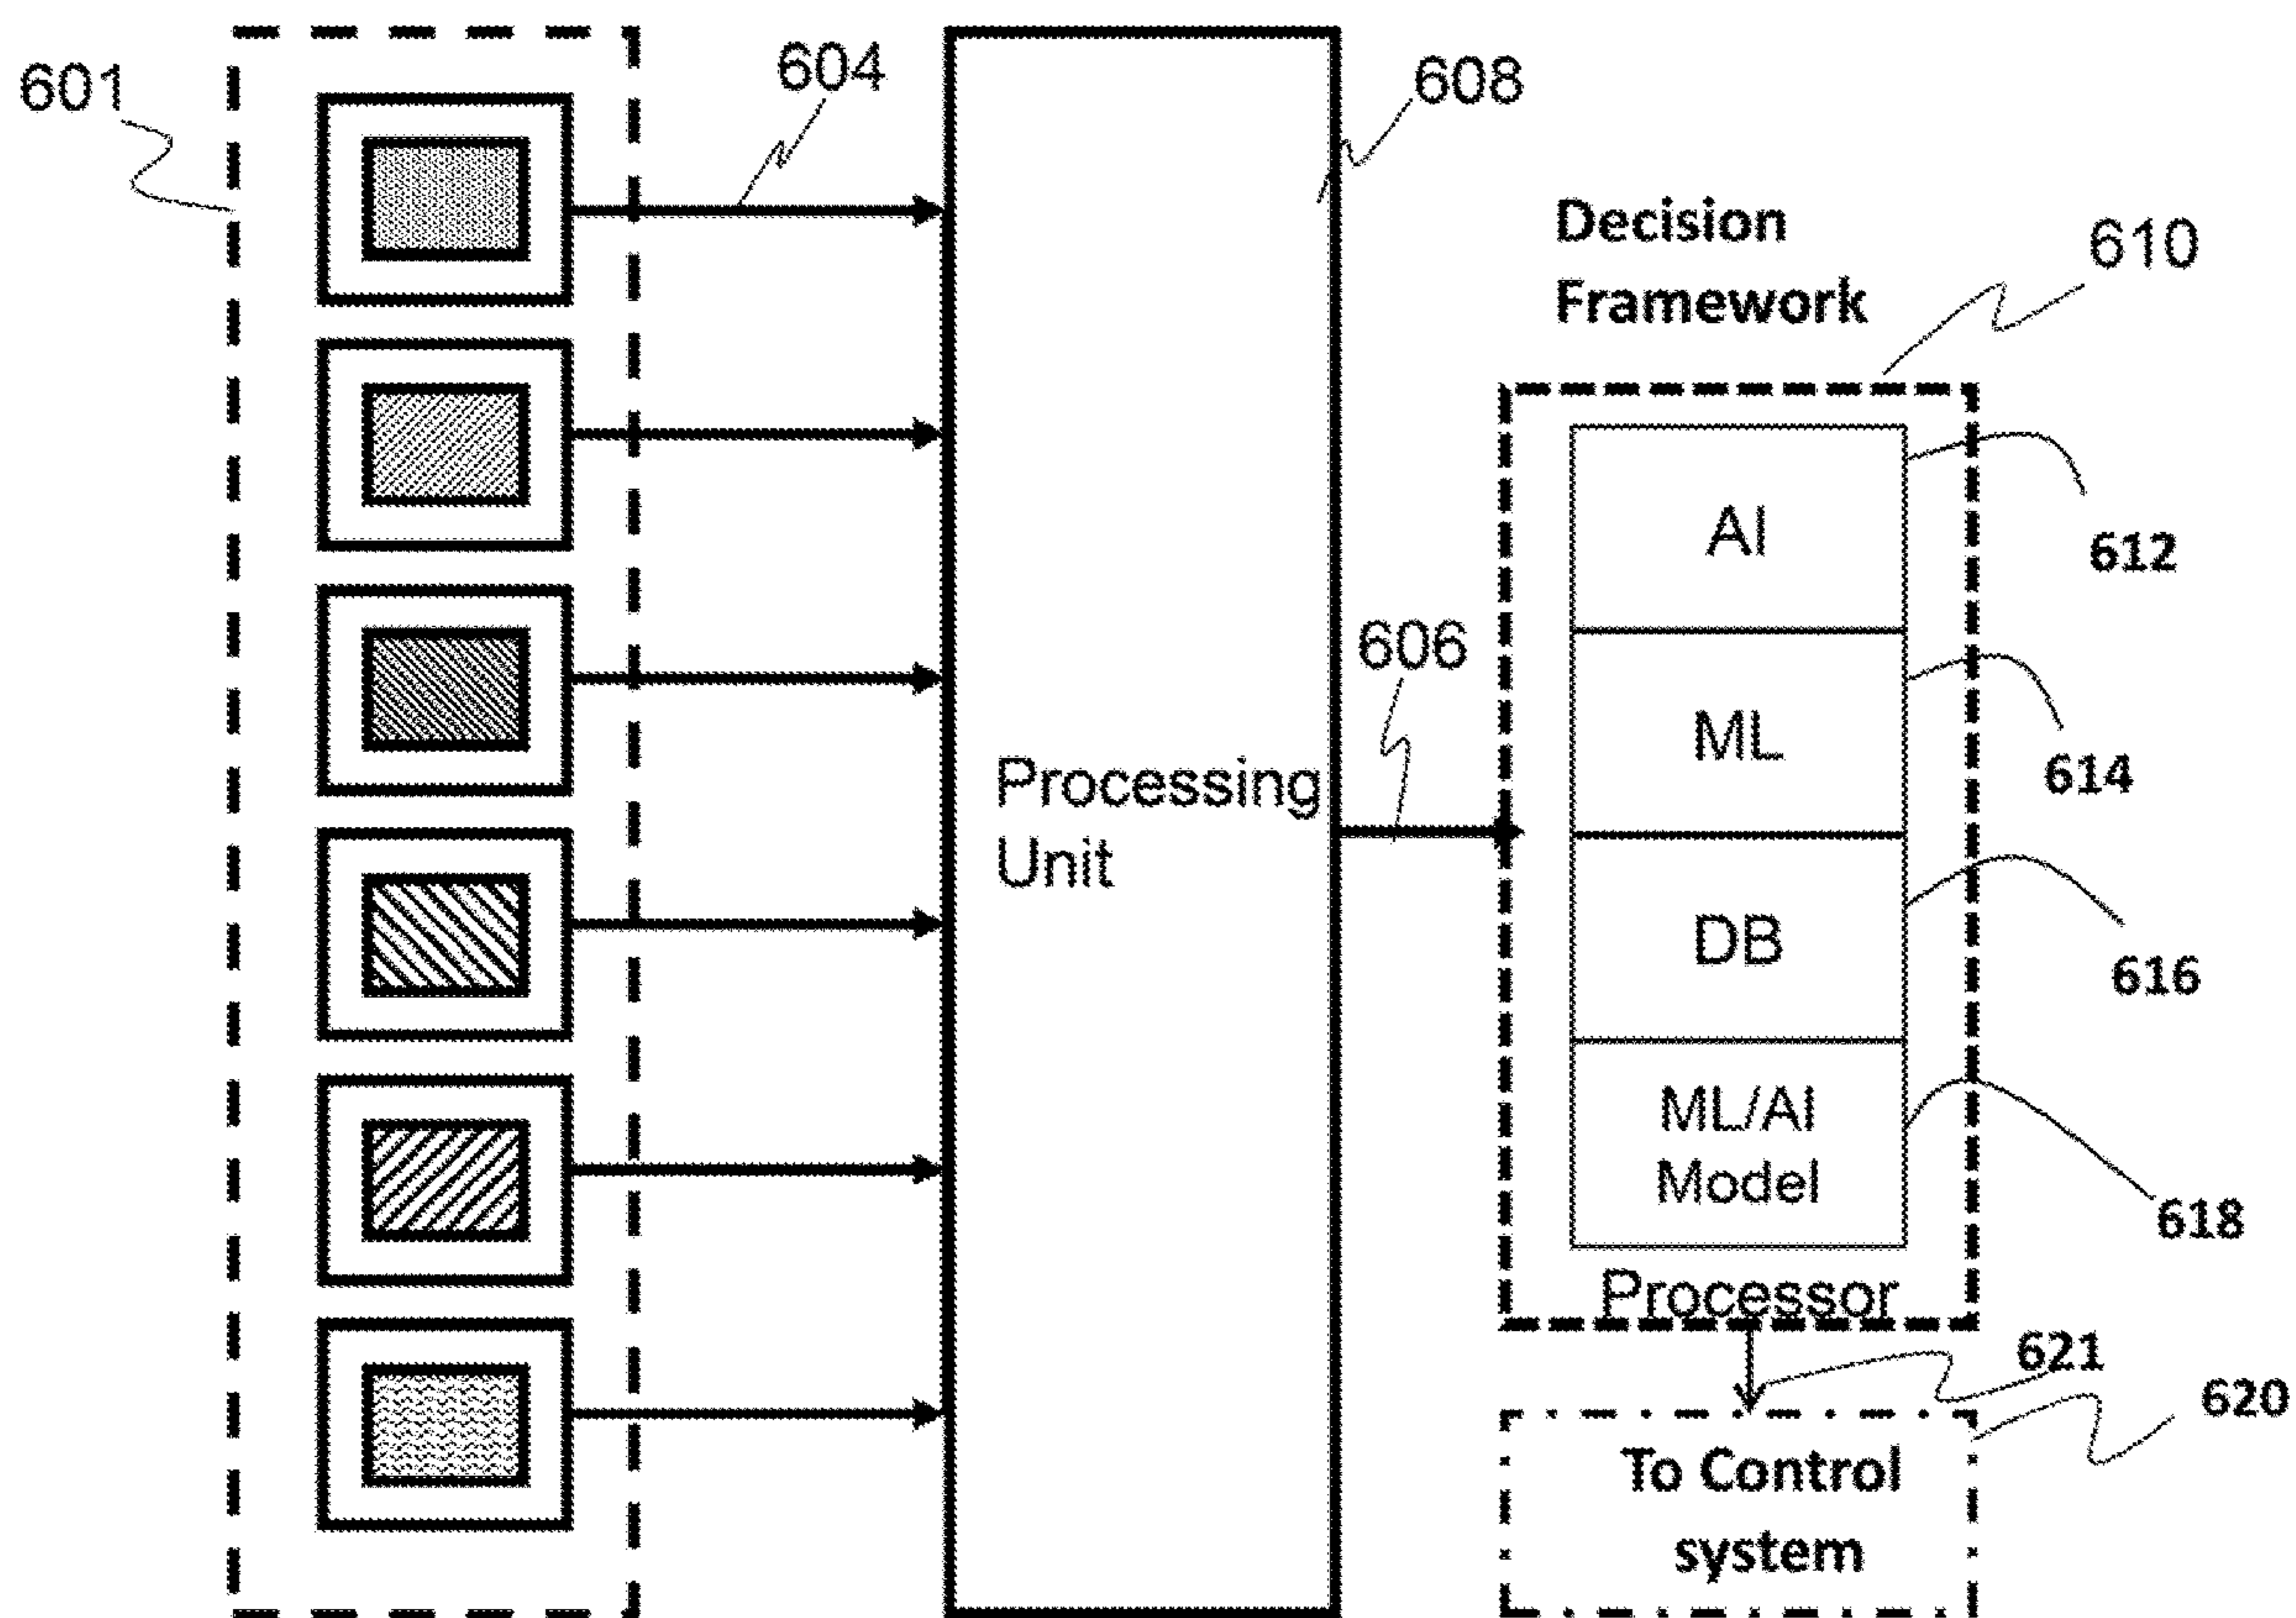 601
604
608
Decision
Framework
610
AI
612
606
ML
614
Processing
Unit
DB
616
ML/AI
Model
618
Processor
621
620
To Control
system